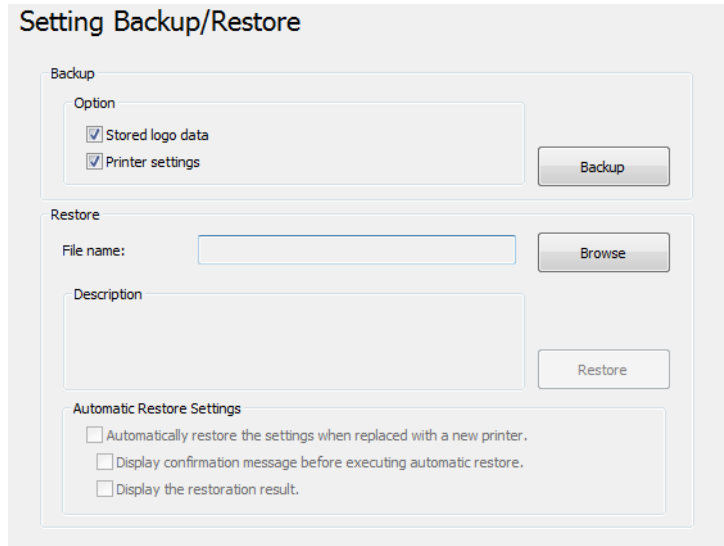 Setting Backup/Restore
Backup
Option
Stored logo data
Printer settings
Backup
Restore
File name:
Browse
Description
Restore
Automatic Restore Settings
Automatically restore the settings when replaced with a new printer.
Display confirmation message before executing automatic restore.
Display the restoration result.